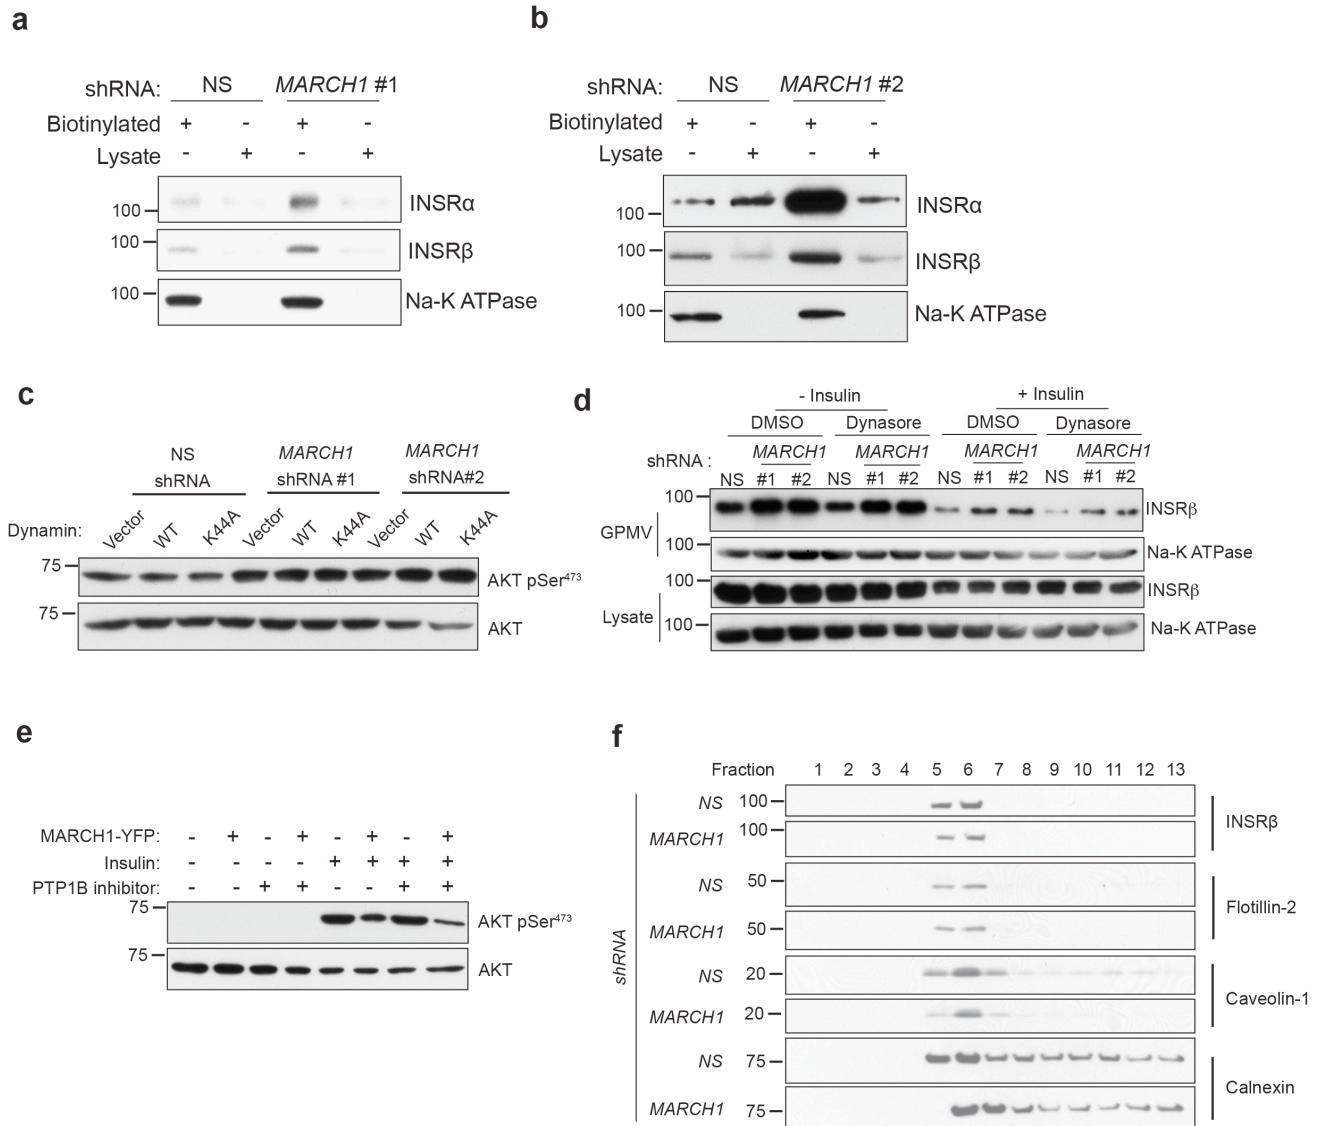 a
shRNA: NS MARCH1 #1
Biotinylated + - + -
Lysate - + - +
100 INSRα
100 INSRβ
100 Na-K ATPase
b
shRNA: NS MARCH1 #2
Biotinylated + - + -
Lysate - + - +
100 INSRα
100 INSRβ
100 Na-K ATPase
c
NS shRNA
MARCH1 shRNA #1
MARCH1 shRNA#2
Dynamin: Vector WT K44A Vector WT K44A Vector WT K44A
75 AKT pSer473
75 AKT
d
- Insulin + Insulin
DMSO Dynasore DMSO Dynasore
MARCH1 MARCH1 MARCH1 MARCH1
shRNA : NS #1 #2 NS #1 #2 NS #1 #2 NS #1 #2
GPMV
100 INSRβ
100 Na-K ATPase
Lysate
100 INSRβ
100 Na-K ATPase
e
MARCH1-YFP: - + - + - + - +
Insulin: - - - - + + + +
PTP1B inhibitor: - - + + - - + +
75 AKT pSer473
75 AKT
f
Fraction 1 2 3 4 5 6 7 8 9 10 11 12 13
shRNA
NS 100
MARCH1 100
INSRβ
NS 50
MARCH1 50
Flotillin-2
NS 20
MARCH1 20
Caveolin-1
NS 75
MARCH1 75
Calnexin